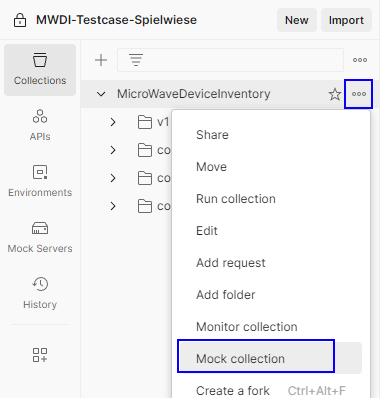 MWDI-Testcase-Spielwiese
New
Import
Collections
MicroWaveDeviceInventory
v1
co
co
co
APIs
Environments
Mock Servers
History
Share
Move
Run collection
Edit
Add request
Add folder
Monitor collection
Mock collection
Create a fork Ctrl+Alt+F